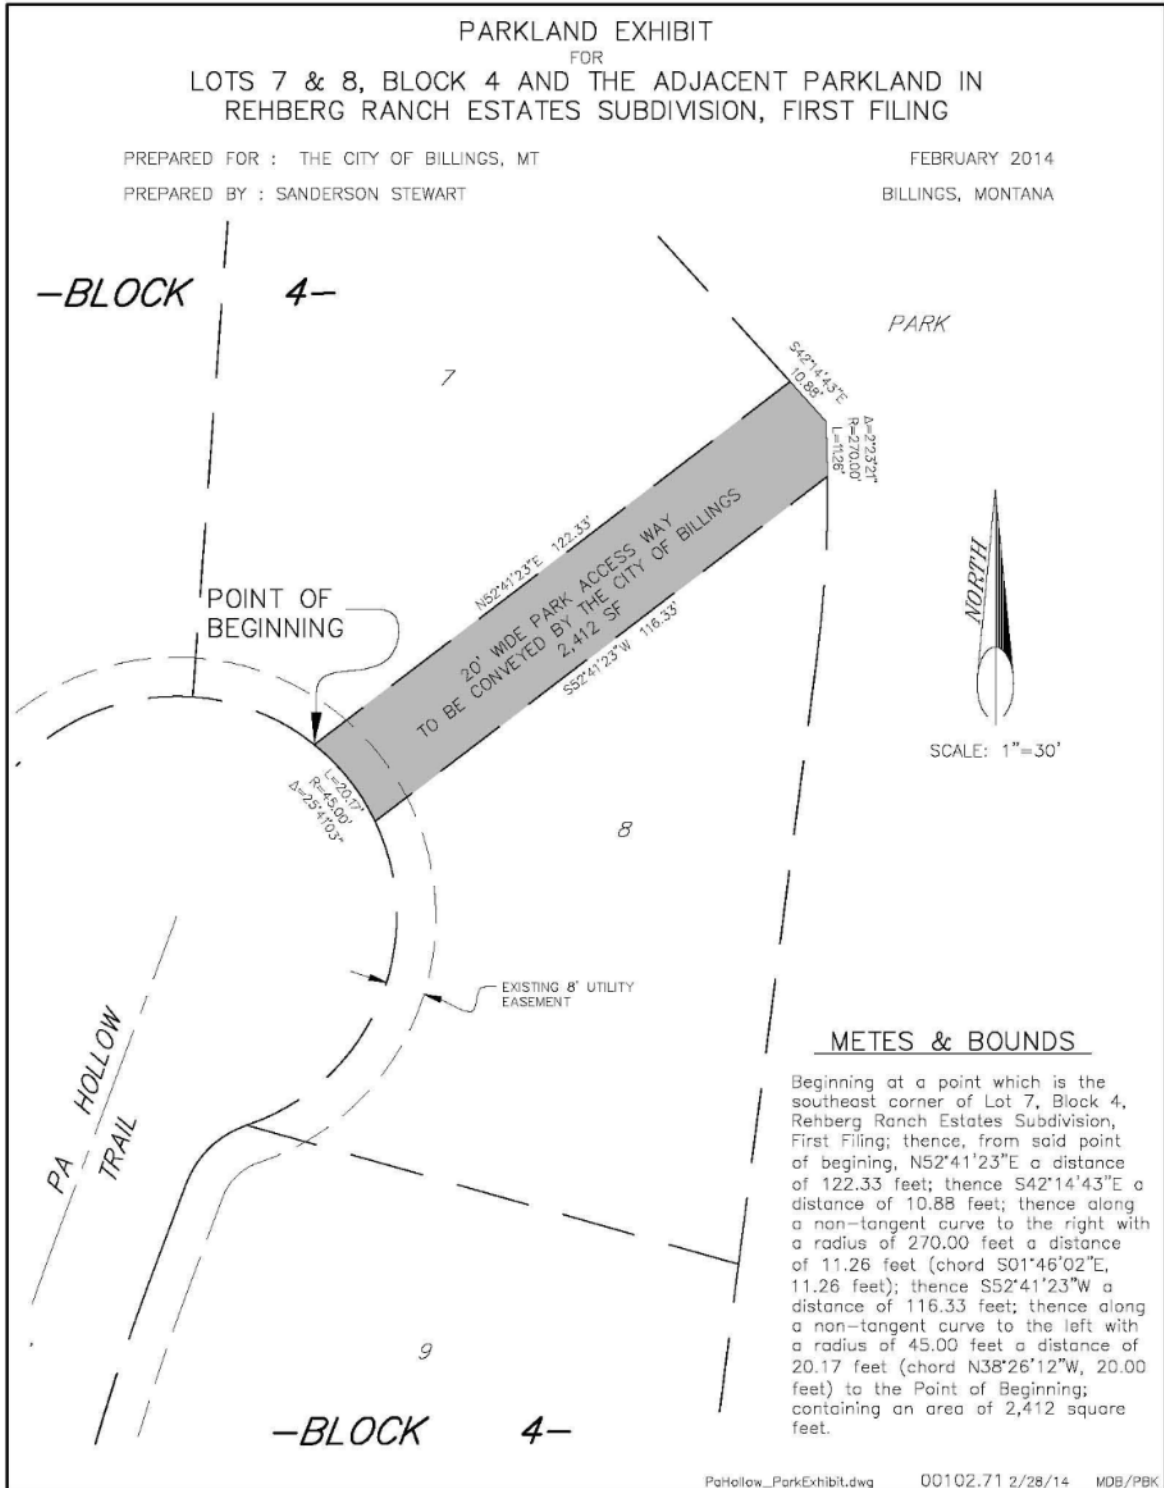 PARKLAND EXHIBIT
FOR
LOTS 7 & 8, BLOCK 4 AND THE ADJACENT PARKLAND IN
REHBERG RANCH ESTATES SUBDIVISION, FIRST FILING
PREPARED FOR : THE CITY OF BILLINGS, MT
FEBRUARY 2014
PREPARED BY : SANDERSON STEWART
BILLINGS, MONTANA
-BLOCK 4-
PARK
7
S42°14'43"E
10.88'
Δ=2°23'21"
R=270.00'
L=11.26'
N52°41'23"E 122.33'
20' WIDE PARK ACCESS WAY
TO BE CONVEYED BY THE CITY OF BILLINGS
2,412 SF
S52°41'23"W 116.33'
POINT OF
BEGINNING
NORTH
SCALE: 1"=30'
L=20.17'
R=45.00'
Δ=25°41'03"
8
EXISTING 8' UTILITY
EASEMENT
PA HOLLOW
TRAIL
METES & BOUNDS
Beginning at a point which is the
southeast corner of Lot 7, Block 4,
Rehberg Ranch Estates Subdivision,
First Filing; thence, from said point
of begining, N52°41'23"E a distance
of 122.33 feet; thence S42°14'43"E a
distance of 10.88 feet; thence along
a non-tangent curve to the right with
a radius of 270.00 feet a distance
of 11.26 feet (chord S01°46'02"E,
11.26 feet); thence S52°41'23"W a
distance of 116.33 feet; thence along
a non-tangent curve to the left with
a radius of 45.00 feet a distance of
20.17 feet (chord N38°26'12"W, 20.00
feet) to the Point of Beginning;
containing an area of 2,412 square
feet.
9
-BLOCK 4-
PaHollow_ParkExhibit.dwg 00102.71 2/28/14 MDB/PBK